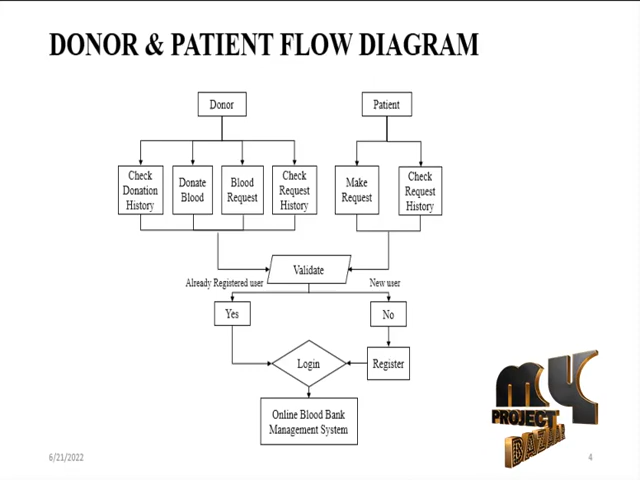 DONOR & PATIENT FLOW DIAGRAM
Donor
Patient
Check
Donation
History
Donate
Blood
Blood
Request
Check
Request
History
Make
Request
Check
Request
History
Validate
Already Registered user
New user
Yes
No
Login
Register
Online Blood Bank
Management System
MY
PROJECT
BAZAAR
6/21/2022
4